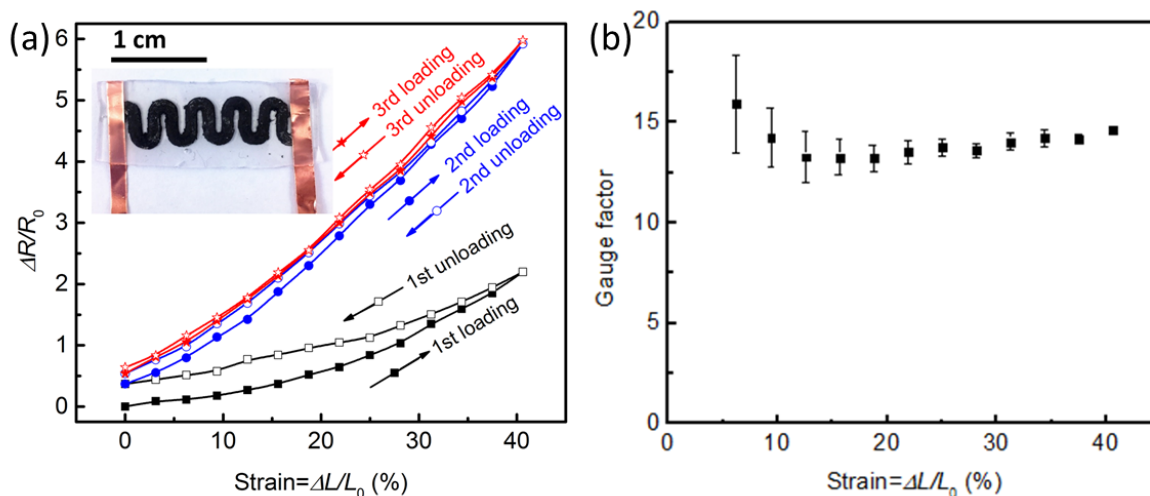 (a)
1 cm
6
5
4
3
2
1
0
ΔR/R0
3rd loading
3rd unloading
2nd loading
2nd unloading
1st unloading
1st loading
0 10 20 30 40
Strain=ΔL/L0 (%)
(b)
20
15
10
5
0
Gauge factor
0 10 20 30 40
Strain=ΔL/L0 (%)